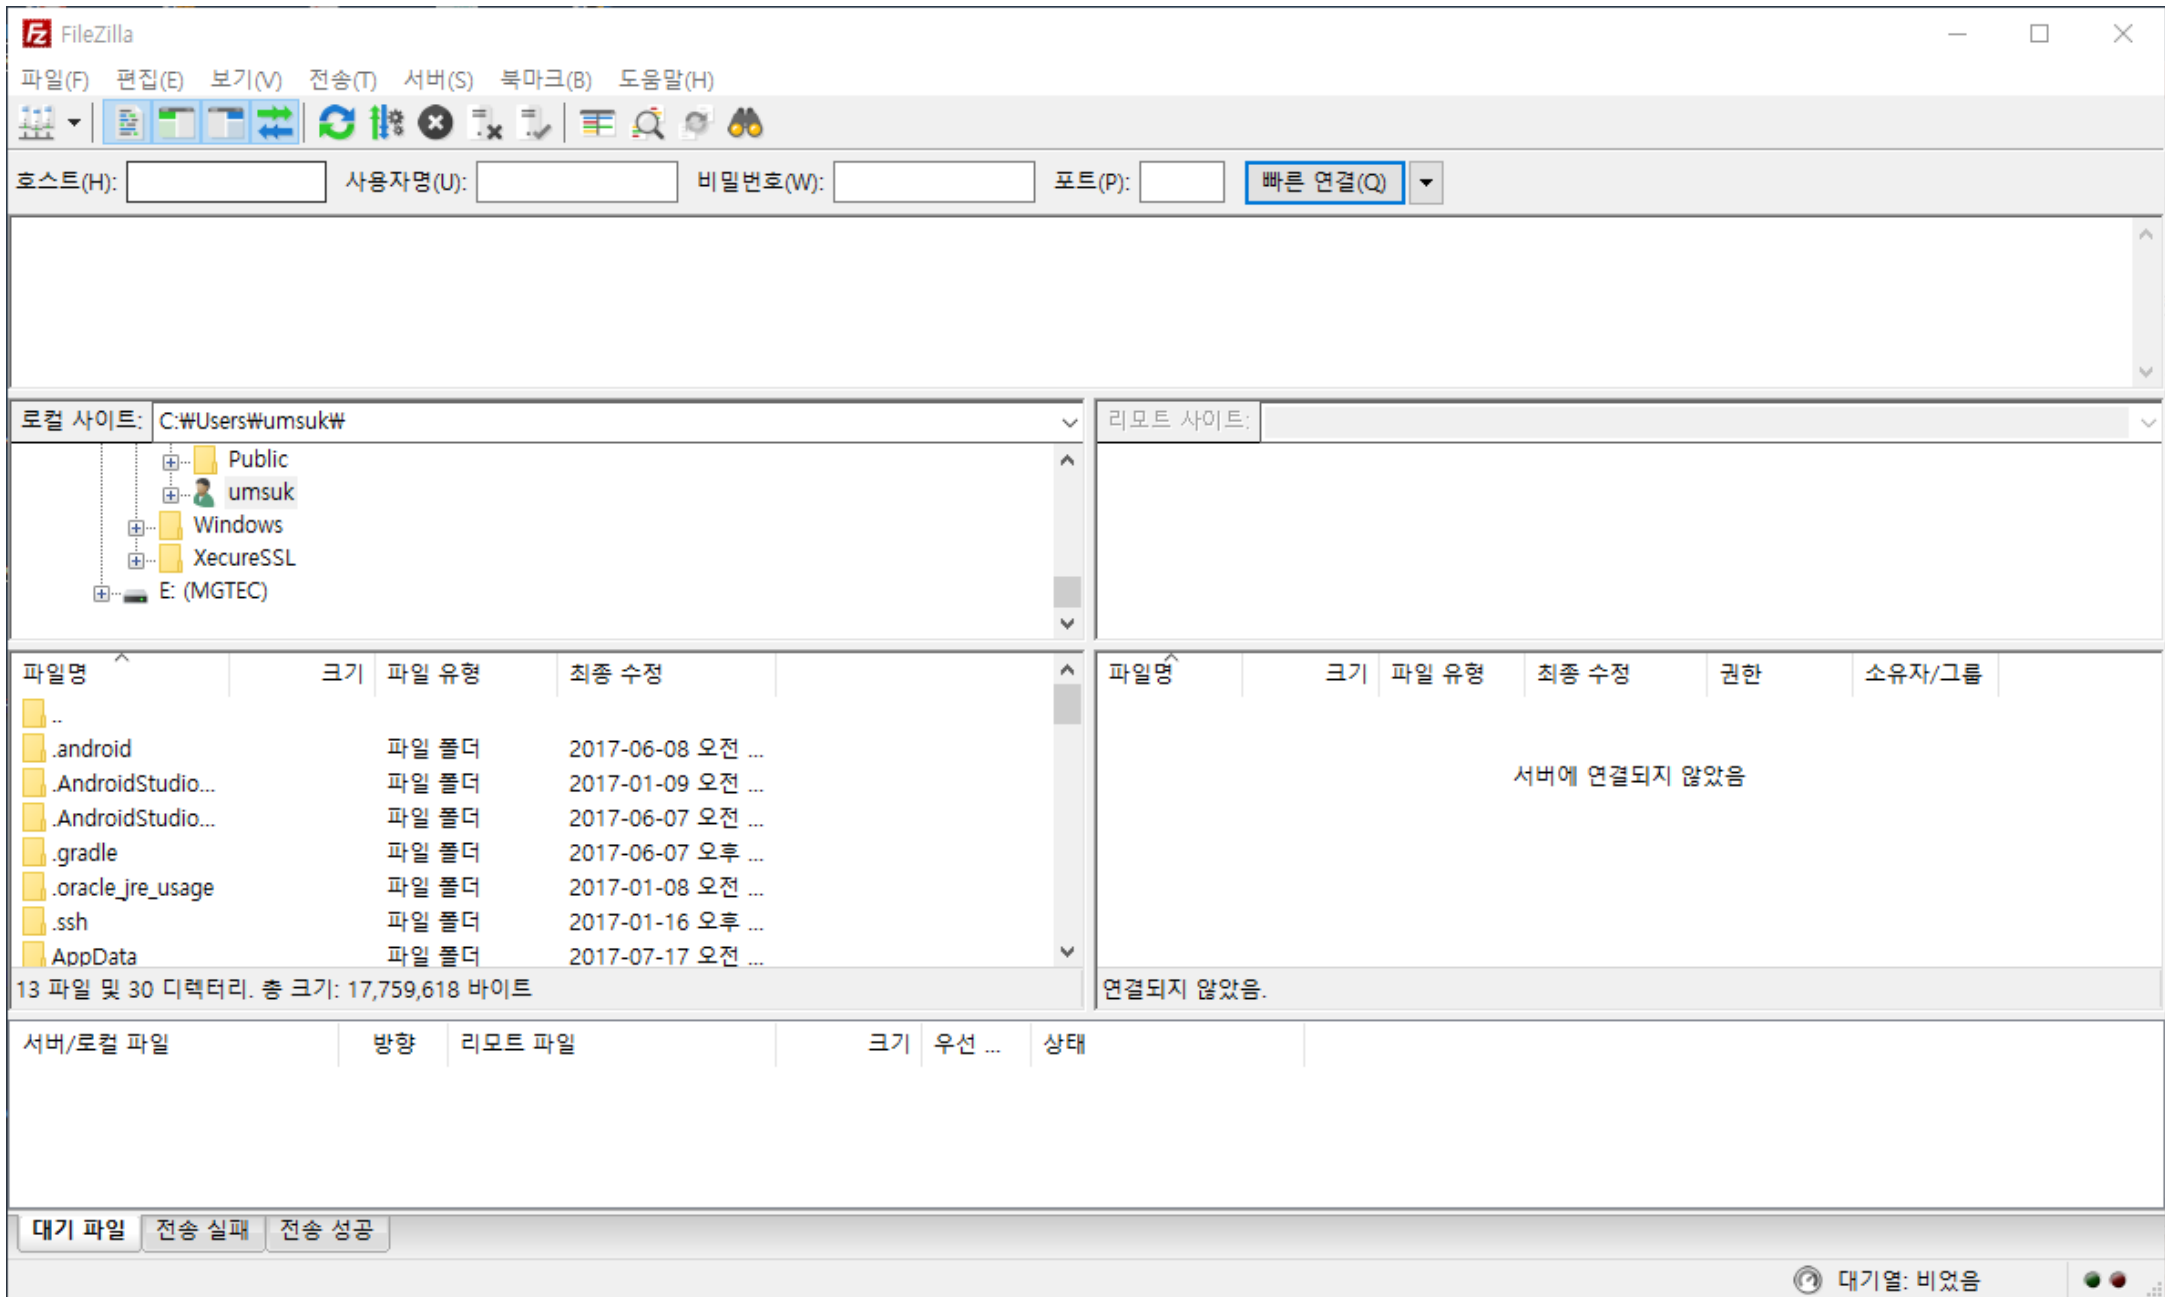 FileZilla
파일(F) 편집(E) 보기(V) 전송(T) 서버(S) 북마크(B) 도움말(H)
호스트(H): 사용자명(U): 비밀번호(W): 포트(P): 빠른 연결(Q)
로컬 사이트: C:₩Users₩umsuk₩
Public
umsuk
Windows
XecureSSL
E: (MGTEC)
리모트 사이트:
파일명 크기 파일 유형 최종 수정
..
.android 파일 폴더 2017-06-08 오전 ...
.AndroidStudio... 파일 폴더 2017-01-09 오전 ...
.AndroidStudio... 파일 폴더 2017-06-07 오전 ...
.gradle 파일 폴더 2017-06-07 오후 ...
.oracle_jre_usage 파일 폴더 2017-01-08 오전 ...
.ssh 파일 폴더 2017-01-16 오후 ...
AppData 파일 폴더 2017-07-17 오전 ...
13 파일 및 30 디렉터리. 총 크기: 17,759,618 바이트
파일명 크기 파일 유형 최종 수정 권한 소유자/그룹
서버에 연결되지 않았음
연결되지 않았음.
서버/로컬 파일 방향 리모트 파일 크기 우선 ... 상태
대기 파일 전송 실패 전송 성공
대기열: 비었음